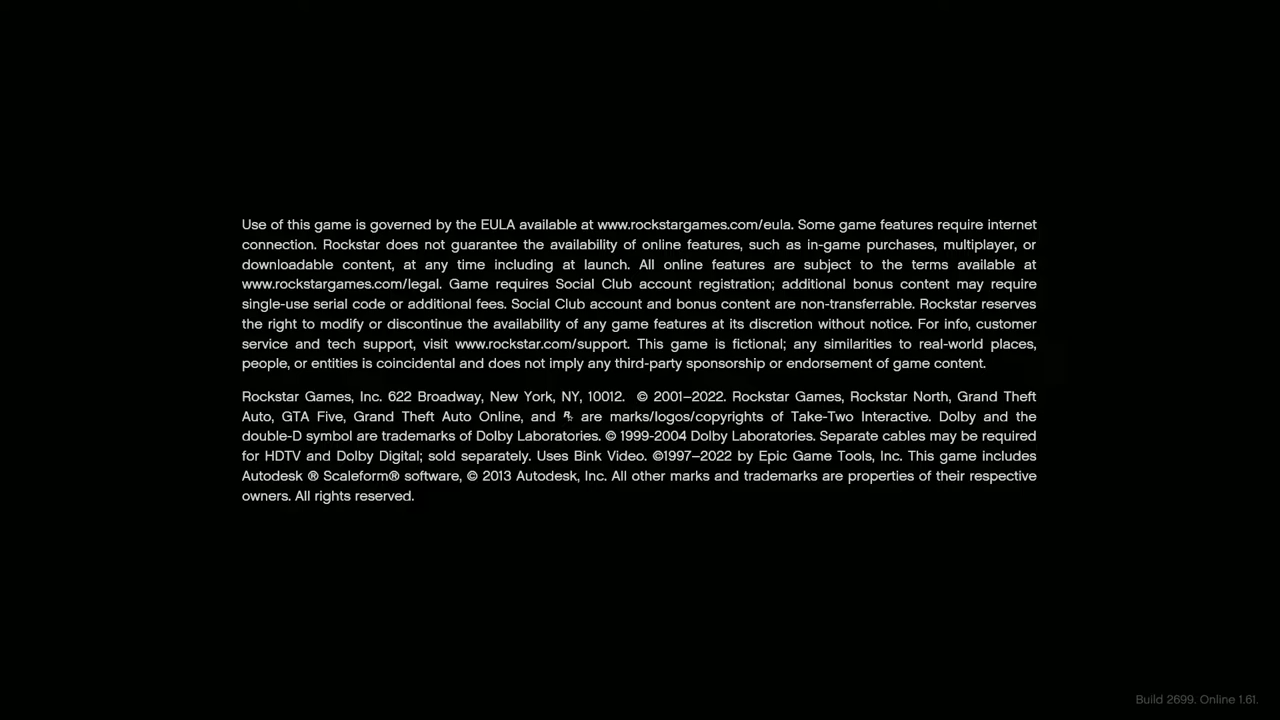 Use of this game is governed by the EULA available at www.rockstargames.com/eula. Some game features require internet
connection. Rockstar does not guarantee the availability of online features, such as in-game purchases, multiplayer, or
downloadable content, at any time including at launch. All online features are subject to the terms available at
www.rockstargames.com/legal. Game requires Social Club account registration; additional bonus content may require
single-use serial code or additional fees. Social Club account and bonus content are non-transferrable. Rockstar reserves
the right to modify or discontinue the availability of any game features at its discretion without notice. For info, customer
service and tech support, visit www.rockstar.com/support. This game is fictional; any similarities to real-world places,
people, or entities is coincidental and does not imply any third-party sponsorship or endorsement of game content.
Rockstar Games, Inc. 622 Broadway, New York, NY, 10012. © 2001–2022. Rockstar Games, Rockstar North, Grand Theft
Auto, GTA Five, Grand Theft Auto Online, and R* are marks/logos/copyrights of Take-Two Interactive. Dolby and the
double-D symbol are trademarks of Dolby Laboratories. © 1999-2004 Dolby Laboratories. Separate cables may be required
for HDTV and Dolby Digital; sold separately. Uses Bink Video. ©1997–2022 by Epic Game Tools, Inc. This game includes
Autodesk ® Scaleform® software, © 2013 Autodesk, Inc. All other marks and trademarks are properties of their respective
owners. All rights reserved.
Build 2699. Online 1.61.